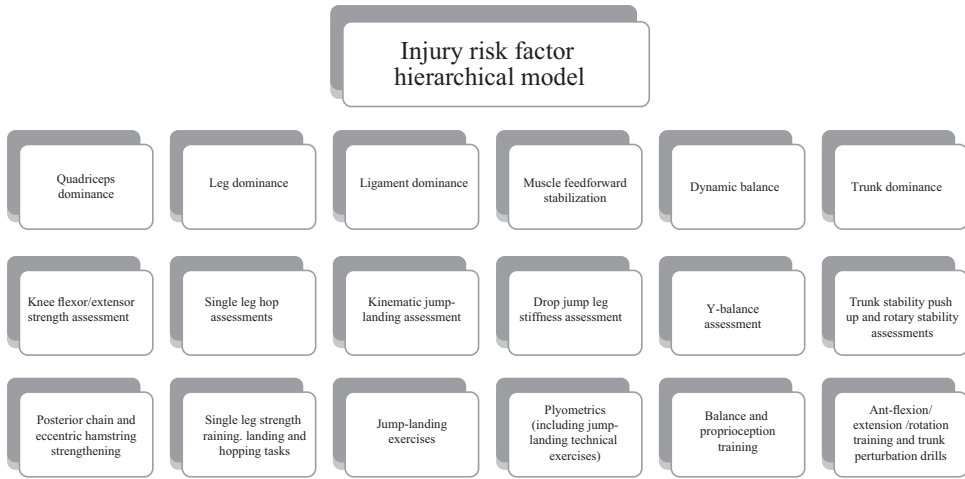 Injury risk factor
hierarchical model
Quadriceps
dominance
Leg dominance
Ligament dominance
Muscle feedforward
stabilization
Dynamic balance
Trunk dominance
Knee flexor/extensor
strength assessment
Single leg hop
assessments
Kinematic jump-
landing assessment
Drop jump leg
stiffness assessment
Y-balance
assessment
Trunk stability push
up and rotary stability
assessments
Posterior chain and
eccentric hamstring
strengthening
Single leg strength
raining. landing and
hopping tasks
Jump-landing
exercises
Plyometrics
(including jump-
landing technical
exercises)
Balance and
proprioception
training
Ant-flexion/
extension /rotation
training and trunk
perturbation drills